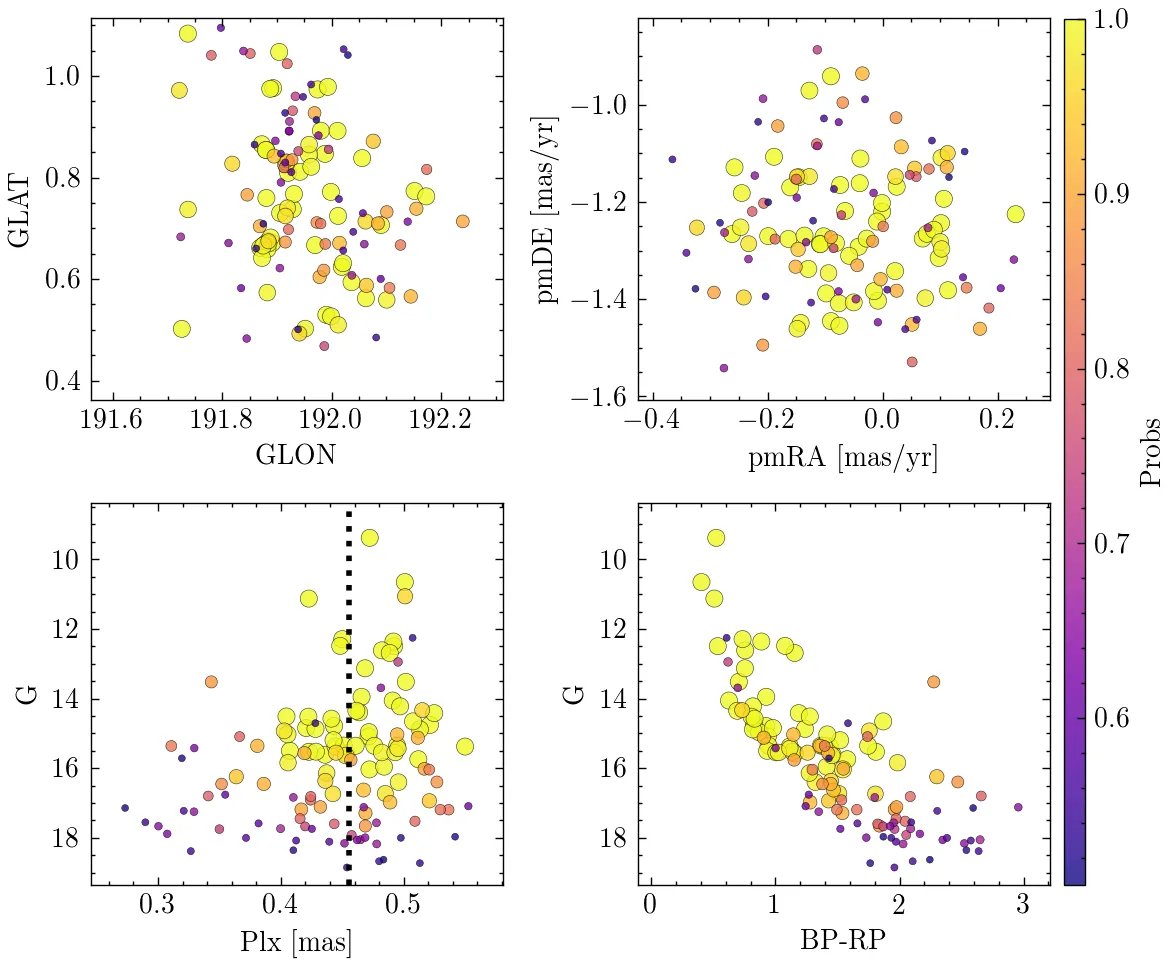 1.0
0.8
0.6
0.4
GLAT
191.6 191.8 192.0 192.2
GLON
−1.0
−1.2
−1.4
−1.6
pmDE [mas/yr]
−0.4 −0.2 0.0 0.2
pmRA [mas/yr]
1.0
0.9
0.8
0.7
0.6
Probs
10
12
14
16
18
G
0.3 0.4 0.5
Plx [mas]
10
12
14
16
18
G
0 1 2 3
BP-RP